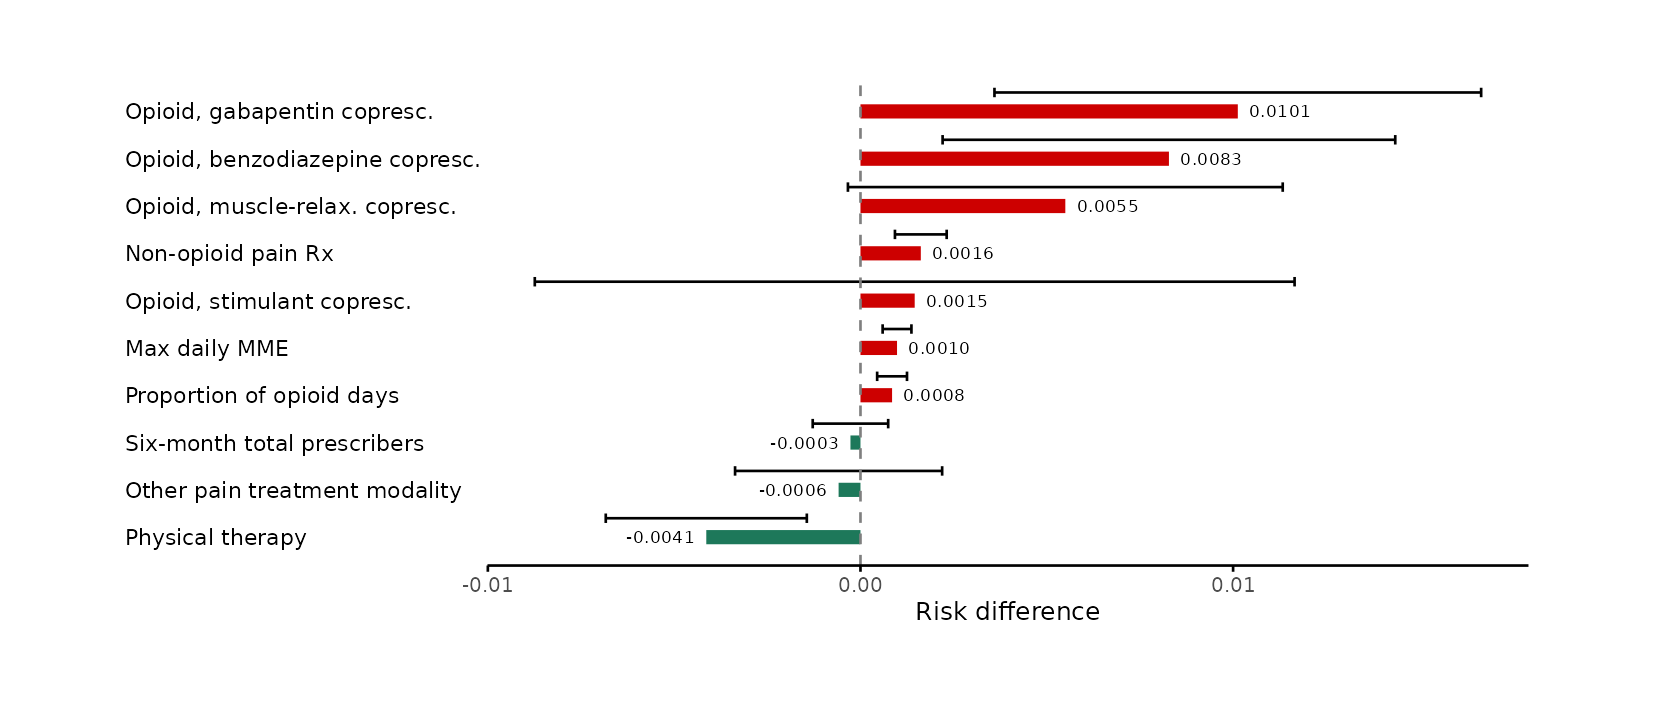 Opioid, gabapentin copresc.
0.0101
Opioid, benzodiazepine copresc.
0.0083
Opioid, muscle-relax. copresc.
0.0055
Non-opioid pain Rx
0.0016
Opioid, stimulant copresc.
0.0015
Max daily MME
0.0010
Proportion of opioid days
0.0008
Six-month total prescribers
-0.0003
Other pain treatment modality
-0.0006
Physical therapy
-0.0041
-0.01
0.00
0.01
Risk difference